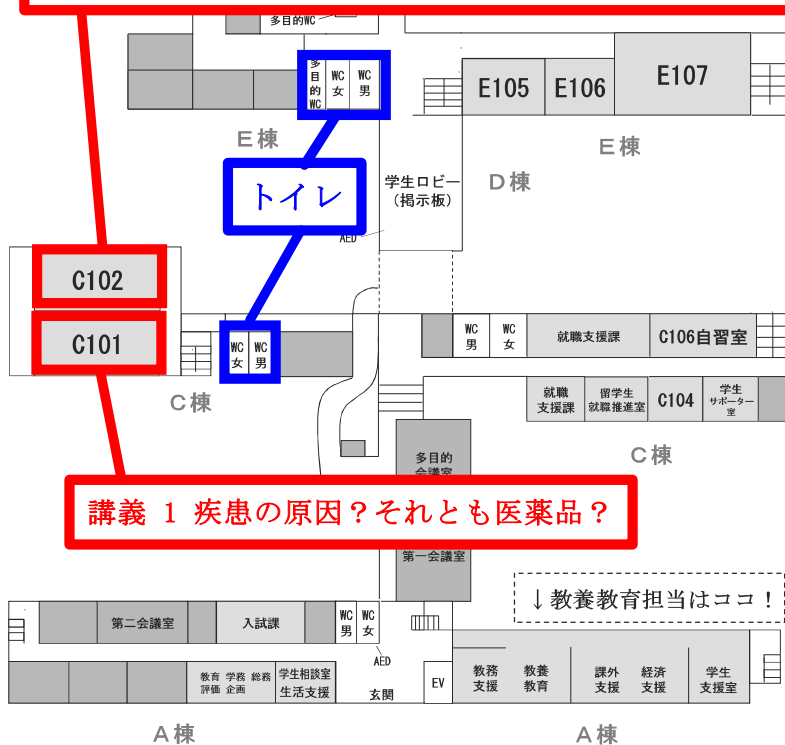 多目的WC
多目的WC
WC女
WC男
E105
E106
E107
E棟
E棟
トイレ
学生ロビー
(掲示板)
D棟
AED
C102
C101
WC女
WC男
WC男
WC女
就職支援課
C106自習室
C棟
就職支援課
留学生就職推進室
C104
学生サポーター室
C棟
多目的会議室
講義 1 疾患の原因？それとも医薬品？
第一会議室
↓教養教育担当はココ！
第二会議室
入試課
WC男
WC女
AED
教育評価
学務企画
総務
学生相談室
生活支援
玄関
EV
教務支援
教養教育
課外支援
経済支援
学生支援室
A棟
A棟